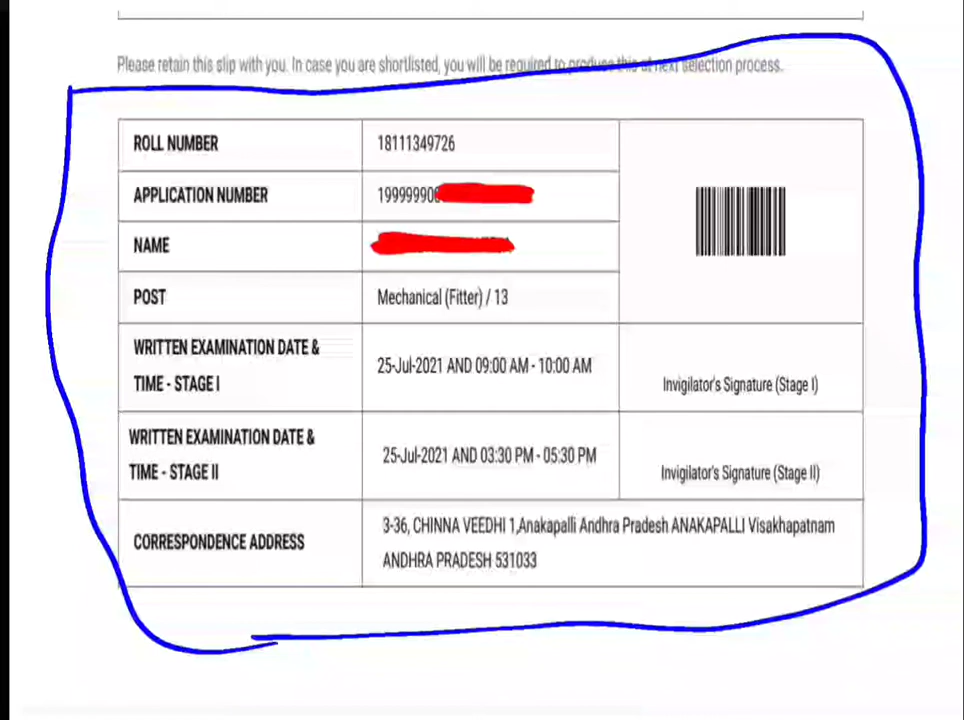 Please retain this slip with you. In case you are shortlisted, you will be required to produce this at next selection process.
ROLL NUMBER 18111349726
APPLICATION NUMBER 19999990
NAME
POST Mechanical (Fitter) / 13
WRITTEN EXAMINATION DATE &
TIME - STAGE I
25-Jul-2021 AND 09:00 AM - 10:00 AM
Invigilator's Signature (Stage I)
WRITTEN EXAMINATION DATE &
TIME - STAGE II
25-Jul-2021 AND 03:30 PM - 05:30 PM
Invigilator's Signature (Stage II)
CORRESPONDENCE ADDRESS
3-36, CHINNA VEEDHI 1,Anakapalli Andhra Pradesh ANAKAPALLI Visakhapatnam
ANDHRA PRADESH 531033